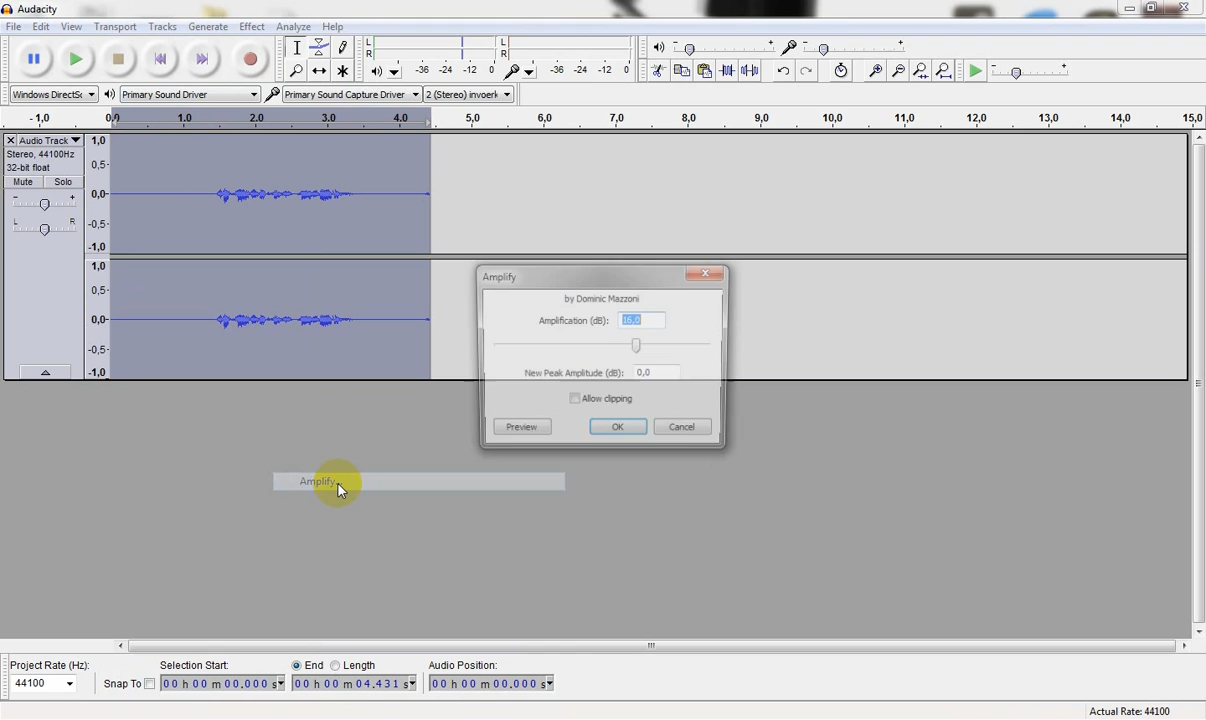 Audacity
File Edit View Transport Tracks Generate Effect Analyze Help
L
R
-36 -24 -12 0
L
R
-36 -24 -12 0
Primary Sound Driver
Primary Sound Capture Driver
2 (Stereo) invoerk
- 1,0 0,0 1.0 2.0 3.0 4.0 5,0 6,0 7,0 8,0 9,0 10,0 11,0 12,0 13,0 14,0 15,0
Audio Track
Stereo, 44100Hz
32-bit float
Mute Solo
- +
L R
1,0
0,5-
0,0-
-0,5-
-1,0
1,0
0,5-
0,0-
-0,5-
-1,0
Amplify
by Dominic Mazzoni
Amplification (dB): 16,0
New Peak Amplitude (dB): 0,0
Allow clipping
Preview OK Cancel
Amplify...
Project Rate (Hz):
44100
Snap To
Selection Start:
00 h 00 m 00.000 s
End
Length
00 h 00 m 04.431 s
Audio Position:
00 h 00 m 00.000 s
Actual Rate: 44100